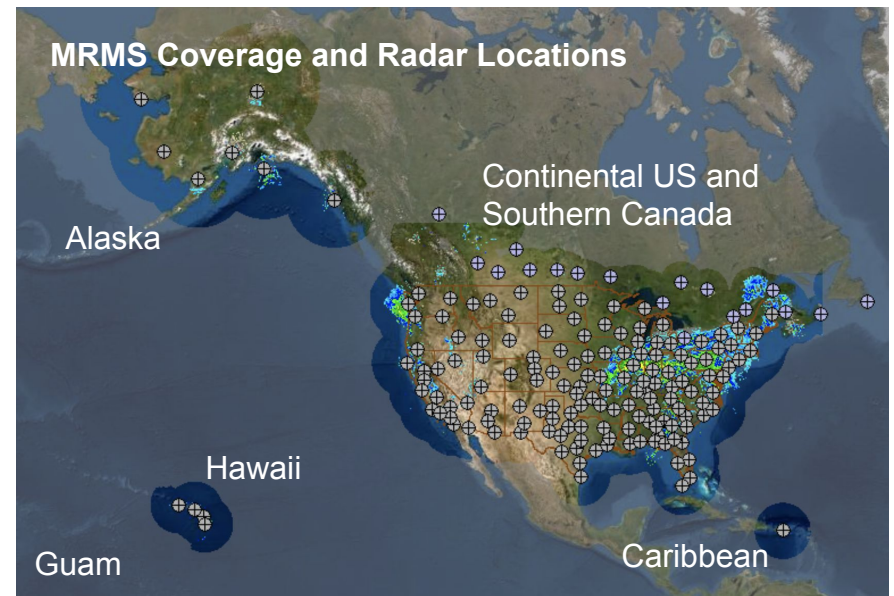 MRMS Coverage and Radar Locations
Continental US and
Southern Canada
Alaska
Hawaii
Guam
Caribbean